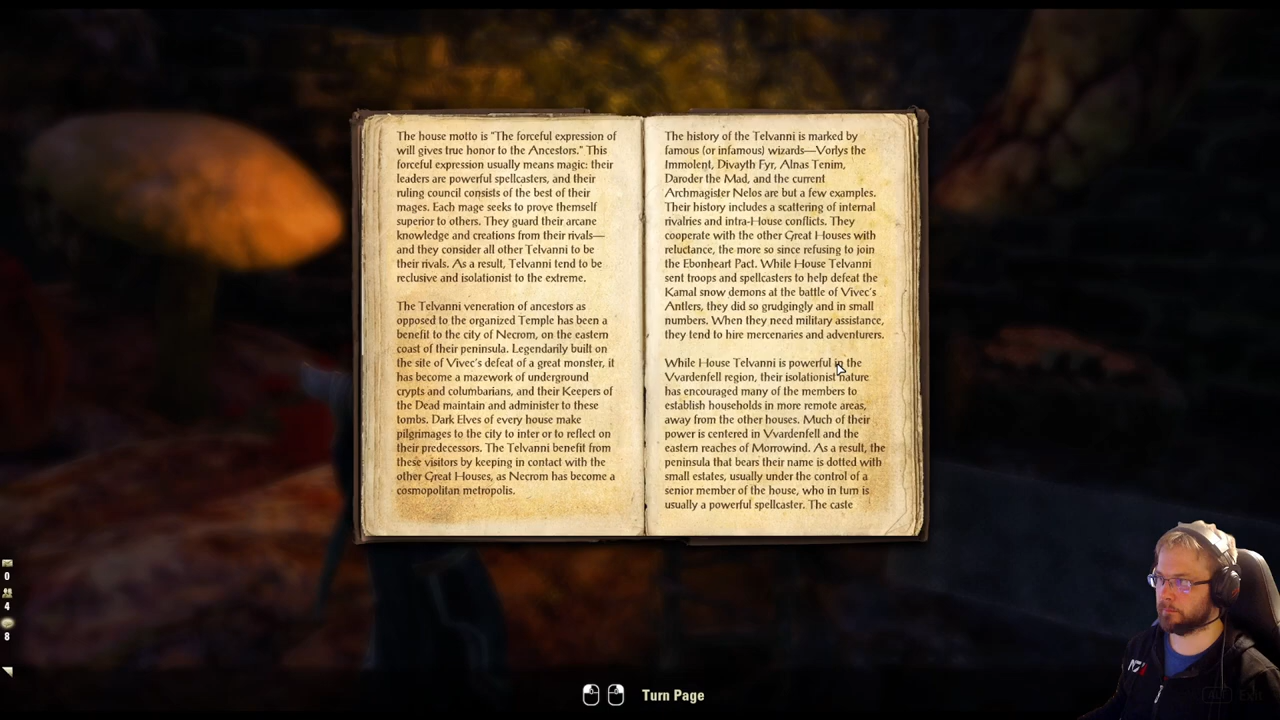 The house motto is "The forceful expression of
will gives true honor to the Ancestors." This
forceful expression usually means magic: their
leaders are powerful spellcasters, and their
ruling council consists of the best of their
mages. Each mage seeks to prove themself
superior to others. They guard their arcane
knowledge and creations from their rivals—
and they consider all other Telvanni to be
their rivals. As a result, Telvanni tend to be
reclusive and isolationist to the extreme.
The Telvanni veneration of ancestors as
opposed to the organized Temple has been a
benefit to the city of Necrom, on the eastern
coast of their peninsula. Legendarily built on
the site of Vivec's defeat of a great monster, it
has become a mazework of underground
crypts and columbarians, and their Keepers of
the Dead maintain and administer to these
tombs. Dark Elves of every house make
pilgrimages to the city to inter or to reflect on
their predecessors. The Telvanni benefit from
these visitors by keeping in contact with the
other Great Houses, as Necrom has become a
cosmopolitan metropolis.
The history of the Telvanni is marked by
famous (or infamous) wizards—Vorlys the
Immolent, Divayth Fyr, Alnas Tenim,
Daroder the Mad, and the current
Archmagister Nelos are but a few examples.
Their history includes a scattering of internal
rivalries and intra-House conflicts. They
cooperate with the other Great Houses with
reluctance, the more so since refusing to join
the Ebonheart Pact. While House Telvanni
sent troops and spellcasters to help defeat the
Kamal snow demons at the battle of Vivec's
Antlers, they did so grudgingly and in small
numbers. When they need military assistance,
they tend to hire mercenaries and adventurers.
While House Telvanni is powerful in the
Vvardenfell region, their isolationist nature
has encouraged many of the members to
establish households in more remote areas,
away from the other houses. Much of their
power is centered in Vvardenfell and the
eastern reaches of Morrowind. As a result, the
peninsula that bears their name is dotted with
small estates, usually under the control of a
senior member of the house, who in turn is
usually a powerful spellcaster. The caste
0
4
8
Turn Page
ALT Exit
N7